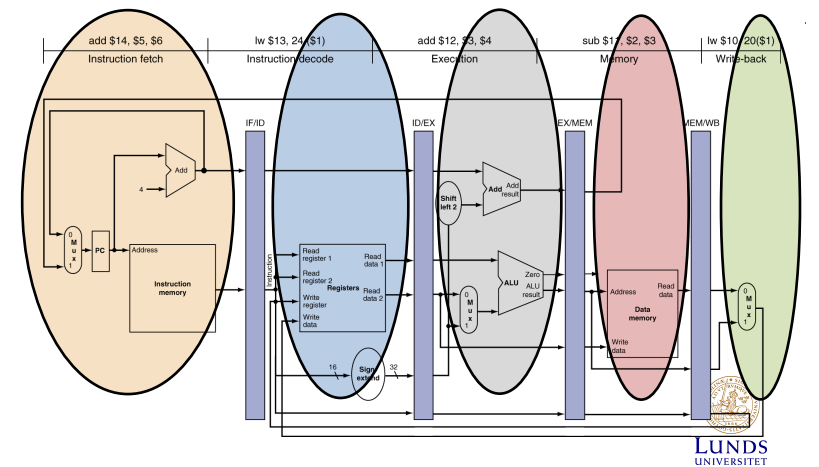 add $14, $5, $6
lw $13, 24 ($1)
add $12, $3, $4
sub $11, $2, $3
lw $10, 20($1)
Instruction fetch
Instruction decode
Execution
Memory
Write-back
IF/ID
ID/EX
EX/MEM
MEM/WB
Add
4
0
M
u
x
1
PC
Address
Instruction
memory
Instruction
Read
register 1
Read
register 2
Write
register
Write
data
Registers
Read
data 1
Read
data 2
16
Sign
extend
32
Shift
left 2
Add
Add
result
0
M
u
x
1
ALU
Zero
ALU
result
Address
Write
data
Data
memory
Read
data
0
M
u
x
1
LUNDS
UNIVERSITET